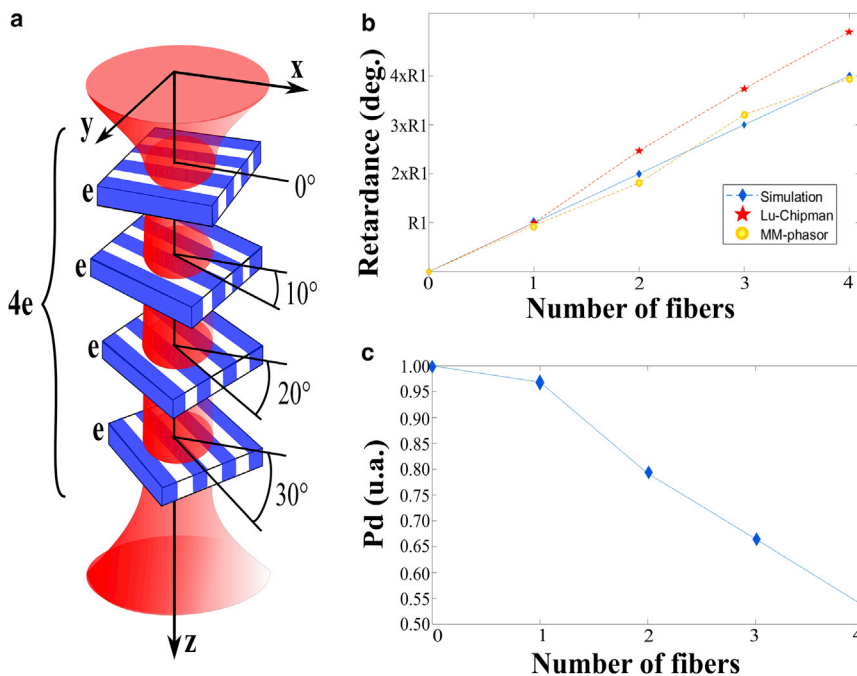 a
x
y
0°
e
e
10°
4e
e
20°
e
30°
z
b
Retardance (deg.)
4xR1
3xR1
2xR1
R1
Simulation
Lu-Chipman
MM-phasor
0 1 2 3 4
Number of fibers
c
Pd (u.a.)
1.00
0.95
0.90
0.85
0.80
0.75
0.70
0.65
0.60
0.55
0.50
0 1 2 3 4
Number of fibers